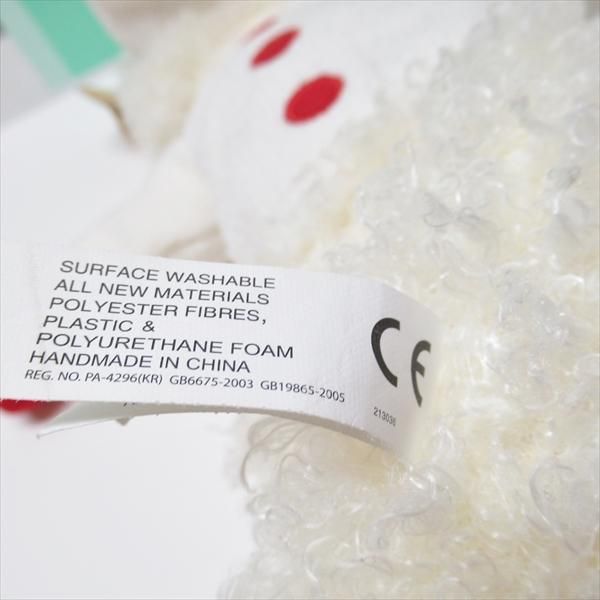 SURFACE WASHABLE
ALL NEW MATERIALS
POLYESTER FIBRES,
PLASTIC &
POLYURETHANE FOAM
HANDMADE IN CHINA
REG. NO. PA-4296(KR) GB6675-2003 GB19865-2005
CE
213036